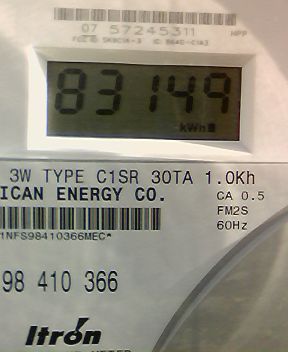 07 57245311
HPP
83149
kWh
3W TYPE C1SR 30TA 1.0Kh
ICAN ENERGY CO.
CA 0.5
FM2S
60Hz
1NFS98410366MEC*
98 410 366
Itron